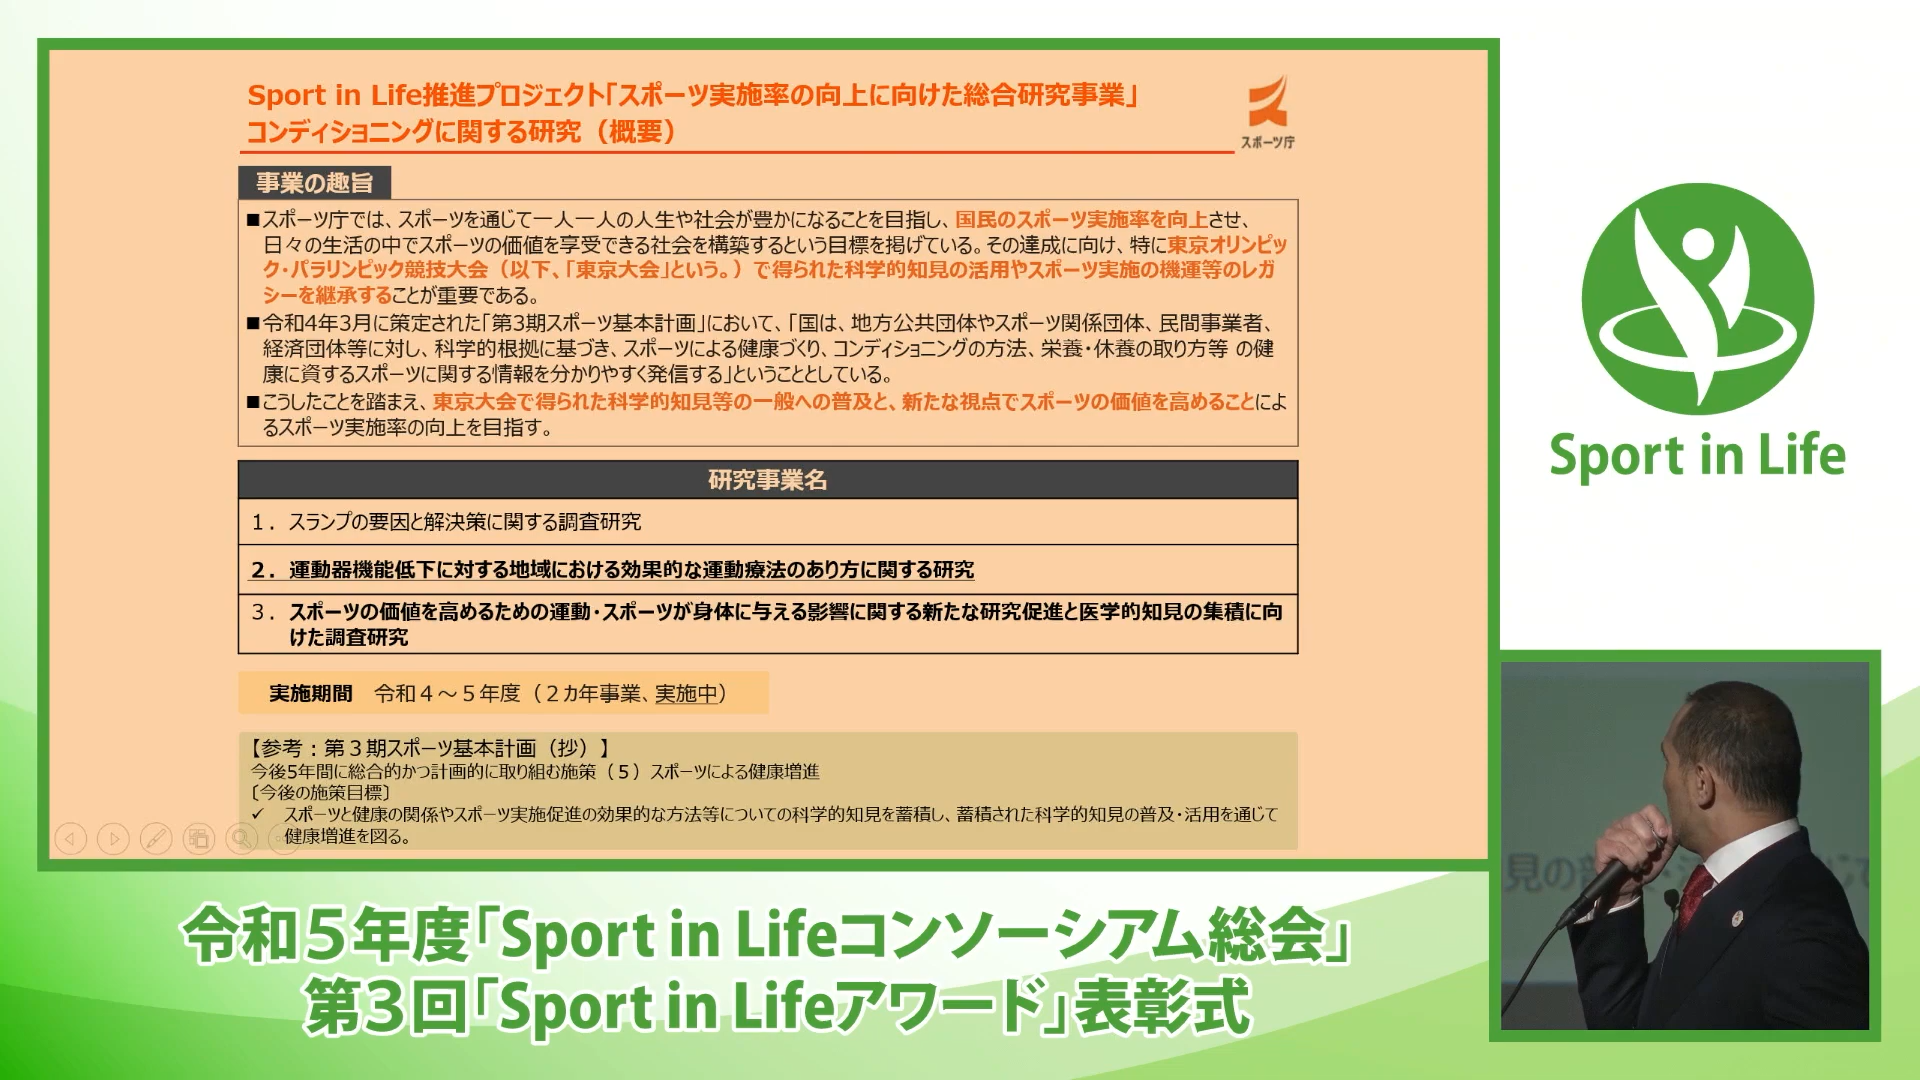 Sport in Life推進プロジェクト「スポーツ実施率の向上に向けた総合研究事業」
コンディショニングに関する研究（概要）
スポーツ庁
事業の趣旨
■スポーツ庁では、スポーツを通じて一人一人の人生や社会が豊かになることを目指し、国民のスポーツ実施率を向上させ、
日々の生活の中でスポーツの価値を享受できる社会を構築するという目標を掲げている。その達成に向け、特に東京オリンピッ
ク・パラリンピック競技大会（以下、「東京大会」という。）で得られた科学的知見の活用やスポーツ実施の機運等のレガ
シーを継承することが重要である。
■令和4年3月に策定された「第3期スポーツ基本計画」において、「国は、地方公共団体やスポーツ関係団体、民間事業者、
経済団体等に対し、科学的根拠に基づき、スポーツによる健康づくり、コンディショニングの方法、栄養・休養の取り方等 の健
康に資するスポーツに関する情報を分かりやすく発信する」ということとしている。
■こうしたことを踏まえ、東京大会で得られた科学的知見等の一般への普及と、新たな視点でスポーツの価値を高めることによ
るスポーツ実施率の向上を目指す。
研究事業名
１．スランプの要因と解決策に関する調査研究
２．運動器機能低下に対する地域における効果的な運動療法のあり方に関する研究
３．スポーツの価値を高めるための運動・スポーツが身体に与える影響に関する新たな研究促進と医学的知見の集積に向
けた調査研究
実施期間　令和４～５年度（２カ年事業、実施中）
【参考：第３期スポーツ基本計画（抄）】
今後5年間に総合的かつ計画的に取り組む施策（５）スポーツによる健康増進
〔今後の施策目標〕
✓ スポーツと健康の関係やスポーツ実施促進の効果的な方法等についての科学的知見を蓄積し、蓄積された科学的知見の普及・活用を通じて
健康増進を図る。
Sport in Life
見の普
令和５年度「Sport in Lifeコンソーシアム総会」
第３回「Sport in Lifeアワード」表彰式